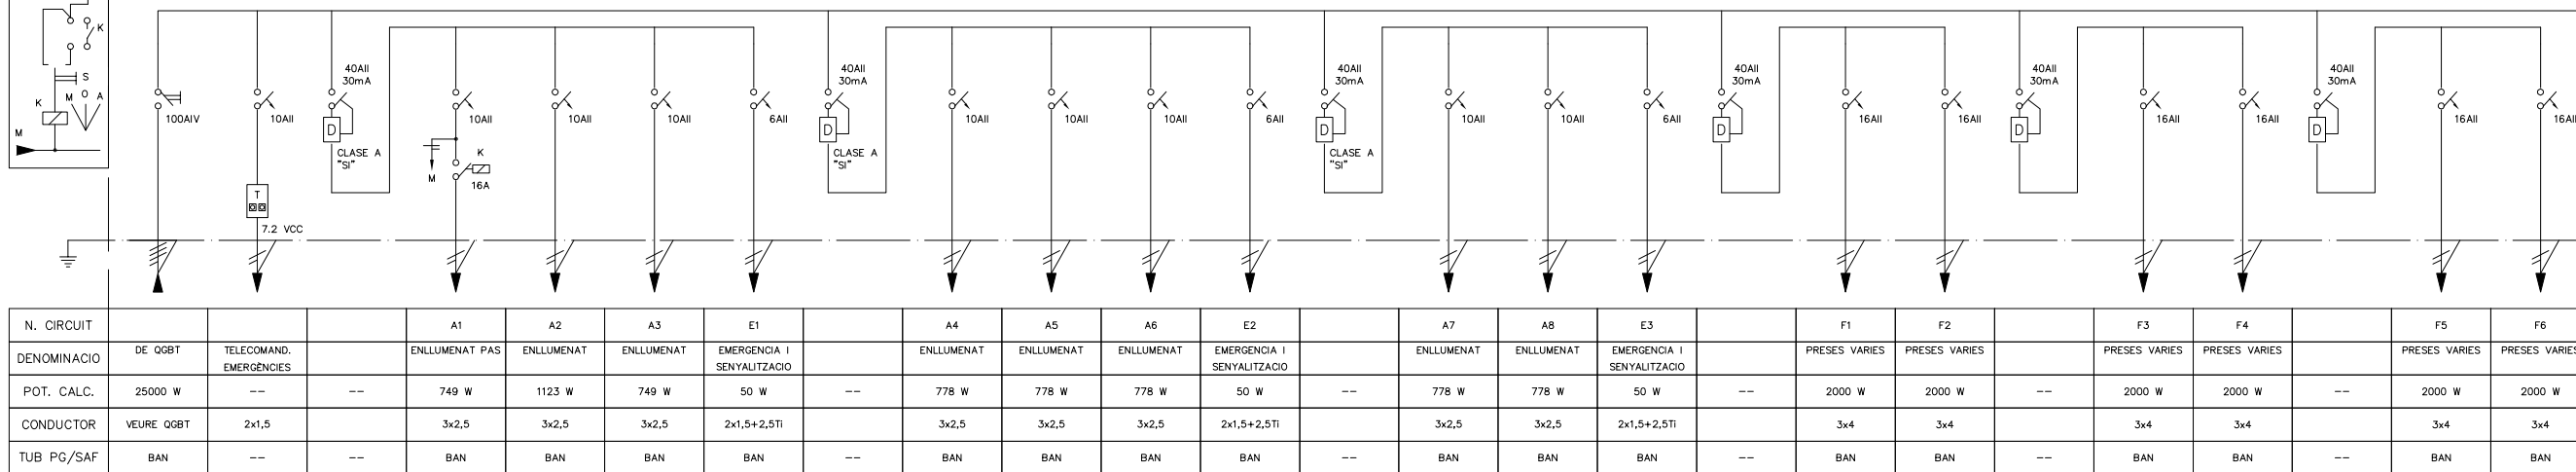 K
S
K M O A
M
100AIV
10AII
T
7.2 VCC
40AII
30mA
D
CLASE A
"SI"
10AII
K
M
16A
10AII
10AII
6AII
40AII
30mA
D
CLASE A
"SI"
10AII
10AII
10AII
6AII
40AII
30mA
D
CLASE A
"SI"
10AII
10AII
6AII
40AII
30mA
D
16AII
16AII
40AII
30mA
D
16AII
16AII
40AII
30mA
D
16AII
16AII
N. CIRCUIT A1 A2 A3 E1 A4 A5 A6 E2 A7 A8 E3 F1 F2 F3 F4 F5 F6
DENOMINACIO DE QGBT TELECOMAND. ENLLUMENAT PAS ENLLUMENAT ENLLUMENAT EMERGENCIA I ENLLUMENAT ENLLUMENAT ENLLUMENAT EMERGENCIA I ENLLUMENAT ENLLUMENAT EMERGENCIA I PRESES VARIES PRESES VARIES PRESES VARIES PRESES VARIES PRESES VARIES PRESES VARIES
EMERGÈNCIES SENYALITZACIO SENYALITZACIO SENYALITZACIO
POT. CALC. 25000 W -- -- 749 W 1123 W 749 W 50 W -- 778 W 778 W 778 W 50 W -- 778 W 778 W 50 W -- 2000 W 2000 W -- 2000 W 2000 W -- 2000 W 2000 W
CONDUCTOR VEURE QGBT 2x1,5 3x2,5 3x2,5 3x2,5 2x1,5+2,5Ti 3x2,5 3x2,5 3x2,5 2x1,5+2,5Ti 3x2,5 3x2,5 2x1,5+2,5Ti 3x4 3x4 3x4 3x4 3x4 3x4
TUB PG/SAF BAN -- -- BAN BAN BAN BAN -- BAN BAN BAN BAN -- BAN BAN BAN -- BAN BAN -- BAN BAN -- BAN BAN